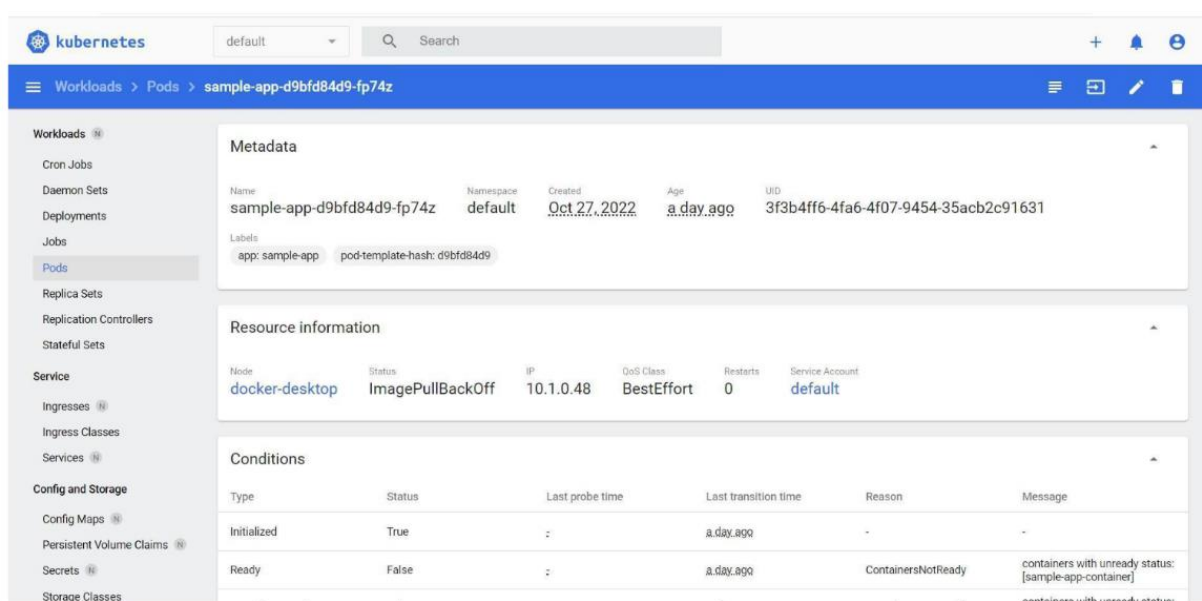 kubernetes
default
Search
Workloads > Pods > sample-app-d9bfd84d9-fp74z
Workloads N
Cron Jobs
Daemon Sets
Deployments
Jobs
Pods
Replica Sets
Replication Controllers
Stateful Sets
Service
Ingresses N
Ingress Classes
Services N
Config and Storage
Config Maps N
Persistent Volume Claims N
Secrets N
Storage Classes
Metadata
Name Namespace Created Age UID
sample-app-d9bfd84d9-fp74z default Oct 27, 2022 a day ago 3f3b4ff6-4fa6-4f07-9454-35acb2c91631
Labels
app: sample-app pod-template-hash: d9bfd84d9
Resource information
Node Status IP QoS Class Restarts Service Account
docker-desktop ImagePullBackOff 10.1.0.48 BestEffort 0 default
Conditions
Type Status Last probe time Last transition time Reason Message
Initialized True - a day ago - -
Ready False - a day ago ContainersNotReady containers with unready status:
[sample-app-container]
containers with unready status: